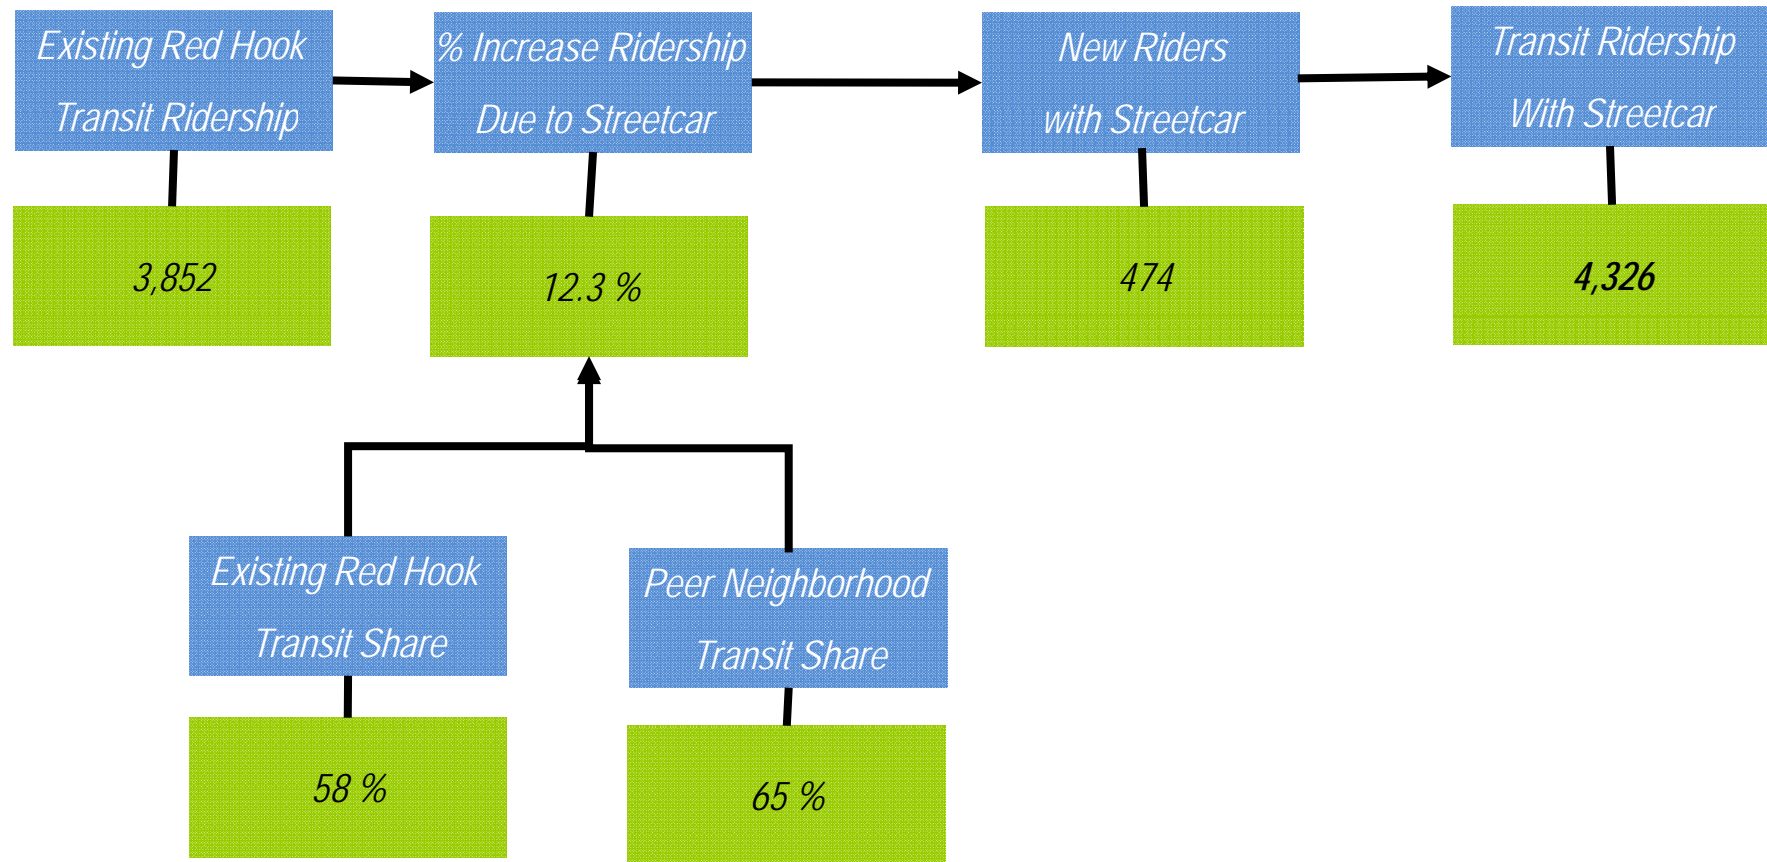 Existing Red Hook
Transit Ridership
% Increase Ridership
Due to Streetcar
New Riders
with Streetcar
Transit Ridership
With Streetcar
3,852
12.3 %
474
4,326
Existing Red Hook
Transit Share
Peer Neighborhood
Transit Share
58 %
65 %